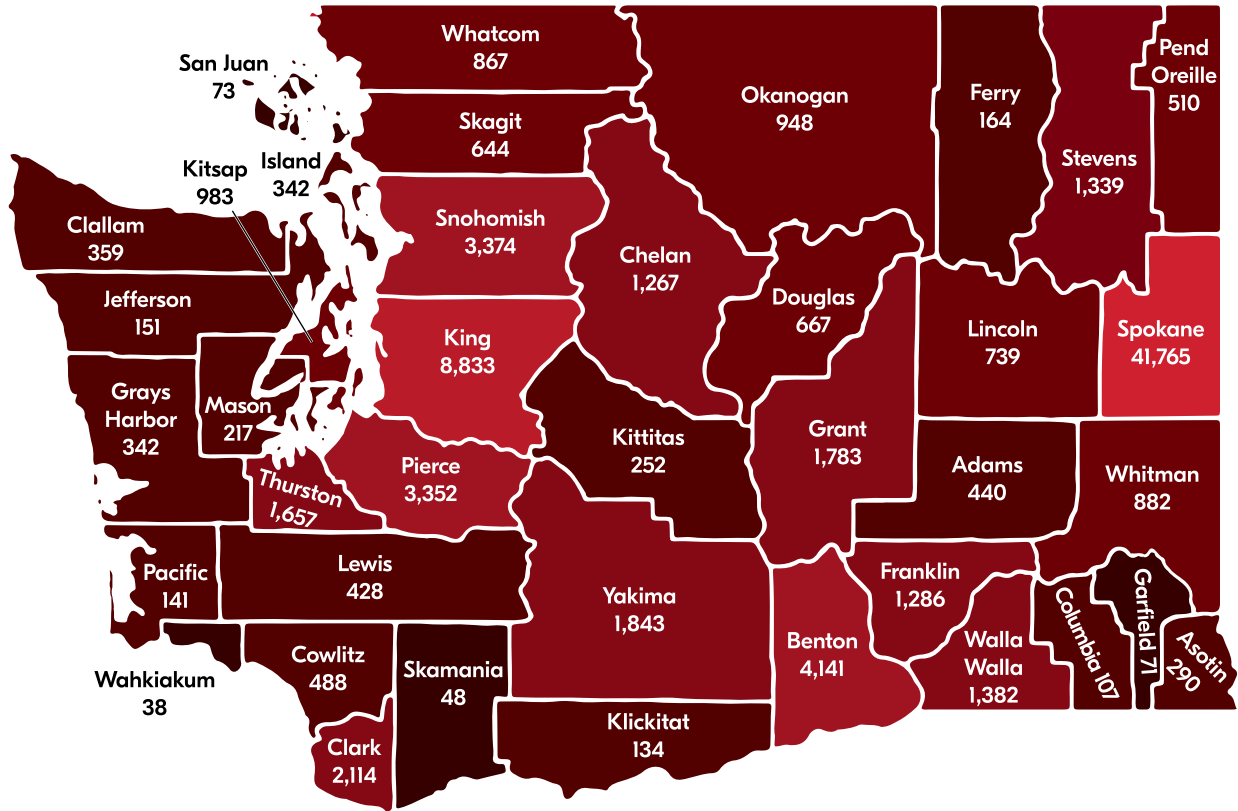 Whatcom
867
San Juan
73
Okanogan
948
Ferry
164
Pend
Oreille
510
Skagit
644
Stevens
1,339
Kitsap
983
Island
342
Clallam
359
Snohomish
3,374
Chelan
1,267
Jefferson
151
Douglas
667
King
8,833
Lincoln
739
Spokane
41,765
Grays
Harbor
342
Mason
217
Kittitas
252
Grant
1,783
Pierce
3,352
Adams
440
Whitman
882
Thurston
1,657
Pacific
141
Lewis
428
Yakima
1,843
Franklin
1,286
Columbia 107
Garfield 71
Asotin
290
Walla
Walla
1,382
Benton
4,141
Wahkiakum
38
Cowlitz
488
Skamania
48
Klickitat
134
Clark
2,114